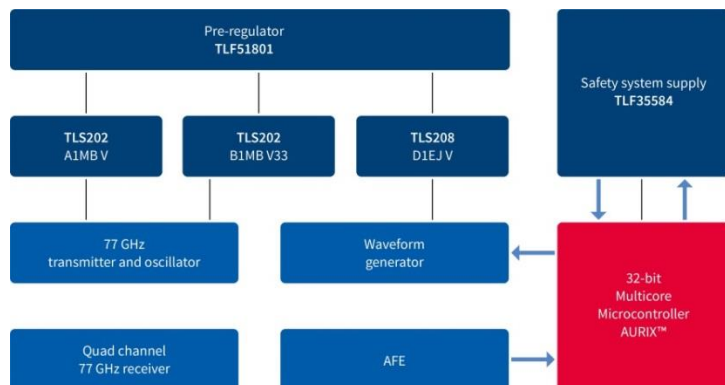 Pre-regulator
TLF51801
Safety system supply
TLF35584
TLS202
A1MB V
TLS202
B1MB V33
TLS208
D1EJ V
77 GHz
transmitter and oscillator
Waveform
generator
32-bit
Multicore
Microcontroller
AURIX™
Quad channel
77 GHz receiver
AFE